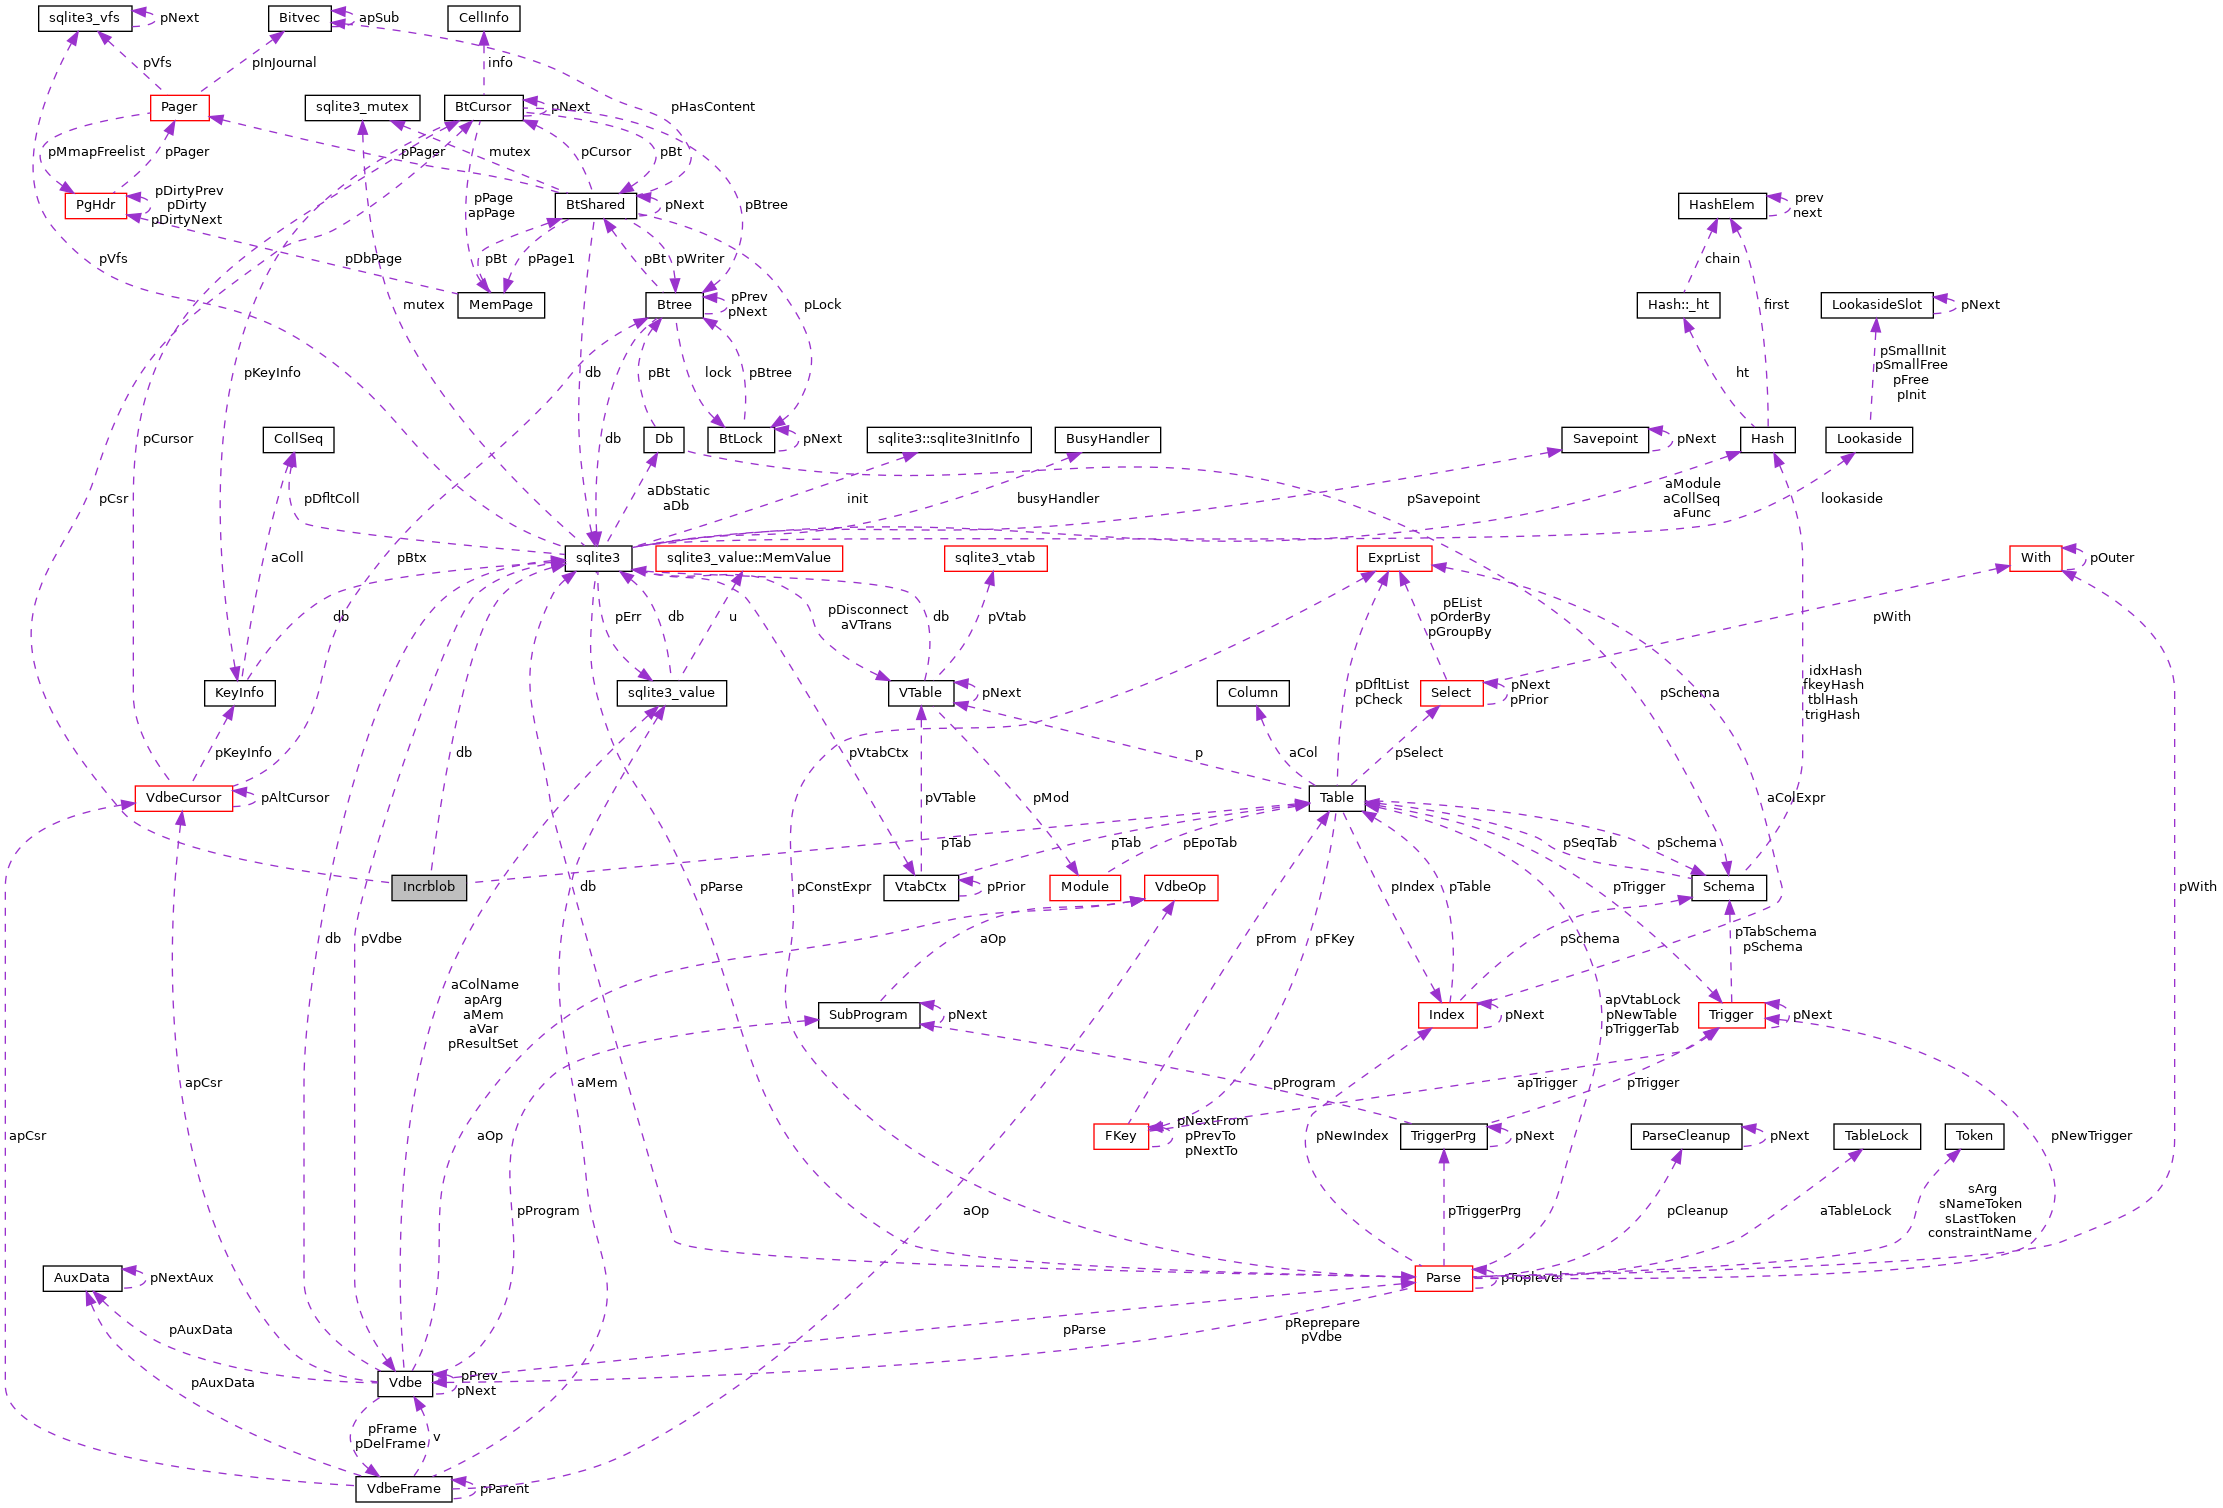 sqlite3_vfs
pNext
Bitvec
apSub
CellInfo
pVfs
pInJournal
info
Pager
sqlite3_mutex
BtCursor
pNext
pHasContent
pMmapFreelist
pPager
pPager
mutex
pCursor
pBt
PgHdr
pDirtyPrev
pDirty
pDirtyNext
pPage
apPage
BtShared
pNext
pBtree
HashElem
prev
next
pVfs
pDbPage
pBt
pPage1
pBt
pWriter
chain
MemPage
Btree
pPrev
pNext
mutex
pLock
Hash::_ht
first
LookasideSlot
pNext
pKeyInfo
db
pBt
lock
pBtree
ht
pSmallInit
pSmallFree
pFree
pInit
pCursor
CollSeq
db
Db
BtLock
pNext
sqlite3::sqlite3InitInfo
BusyHandler
Savepoint
pNext
Hash
Lookaside
pCsr
pDfltColl
aDbStatic
aDb
init
busyHandler
pSavepoint
aModule
aCollSeq
aFunc
lookaside
aColl
pBtx
sqlite3
sqlite3_value::MemValue
sqlite3_vtab
ExprList
With
pOuter
db
pErr
db
u
pDisconnect
aVTrans
db
pVtab
pEList
pOrderBy
pGroupBy
pWith
KeyInfo
sqlite3_value
VTable
pNext
Column
pDfltList
pCheck
Select
pNext
pPrior
pSchema
idxHash
fkeyHash
tblHash
trigHash
pKeyInfo
db
pVtabCtx
p
aCol
pSelect
VdbeCursor
pAltCursor
pVTable
pMod
Table
aColExpr
pTab
pTab
pEpoTab
pSeqTab
pSchema
Incrblob
db
pParse
pConstExpr
VtabCtx
pPrior
Module
VdbeOp
pIndex
pTable
pTrigger
Schema
pWith
db
pVdbe
aOp
pFrom
pFKey
pSchema
pTabSchema
pSchema
aColName
apArg
aMem
aVar
pResultSet
SubProgram
pNext
Index
pNext
apVtabLock
pNewTable
pTriggerTab
Trigger
pNext
apCsr
aMem
pProgram
apTrigger
pTrigger
apCsr
aOp
FKey
pNextFrom
pPrevTo
pNextTo
pNewIndex
TriggerPrg
pNext
ParseCleanup
pNext
TableLock
Token
pNewTrigger
pProgram
aOp
pTriggerPrg
pCleanup
aTableLock
sArg
sNameToken
sLastToken
constraintName
AuxData
pNextAux
Parse
pToplevel
pAuxData
pParse
pReprepare
pVdbe
pAuxData
Vdbe
pPrev
pNext
pFrame
pDelFrame
v
VdbeFrame
pParent